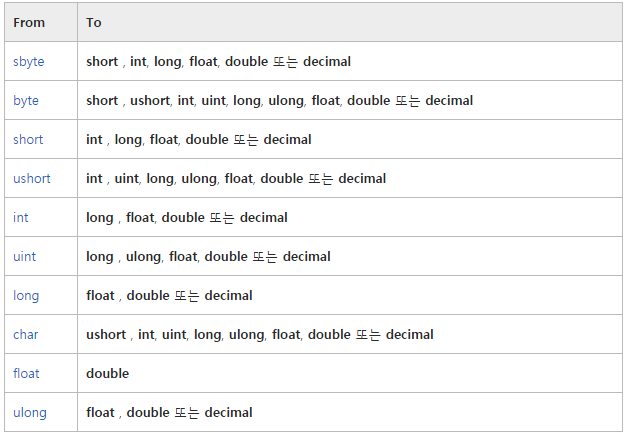 From To
sbyte short , int, long, float, double 또는 decimal
byte short , ushort, int, uint, long, ulong, float, double 또는 decimal
short int , long, float, double 또는 decimal
ushort int , uint, long, ulong, float, double 또는 decimal
int long , float, double 또는 decimal
uint long , ulong, float, double 또는 decimal
long float , double 또는 decimal
char ushort , int, uint, long, ulong, float, double 또는 decimal
float double
ulong float , double 또는 decimal